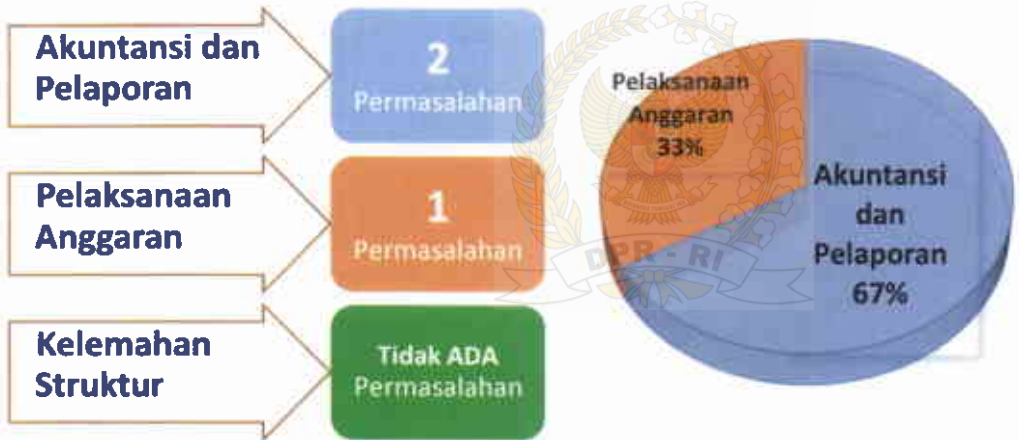 Akuntansi dan
Pelaporan
2
Permasalahan
Pelaksanaan
Anggaran
1
Permasalahan
Kelemahan
Struktur
Tidak ADA
Permasalahan
Pelaksanaan
Anggaran
33%
Akuntansi
dan
Pelaporan
67%
DPR - RI